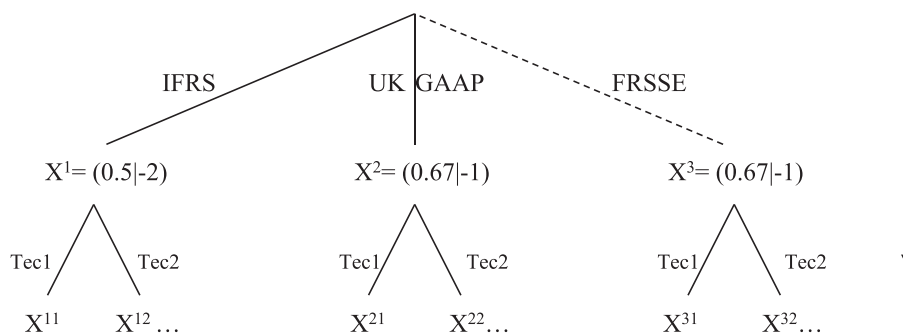 IFRS UK GAAP FRSSE
X¹= (0.5|-2) X²= (0.67|-1) X³= (0.67|-1)
Tec1 Tec2 Tec1 Tec2 Tec1 Tec2
X¹¹ X¹² ... X²¹ X²² ... X³¹ X³² ...